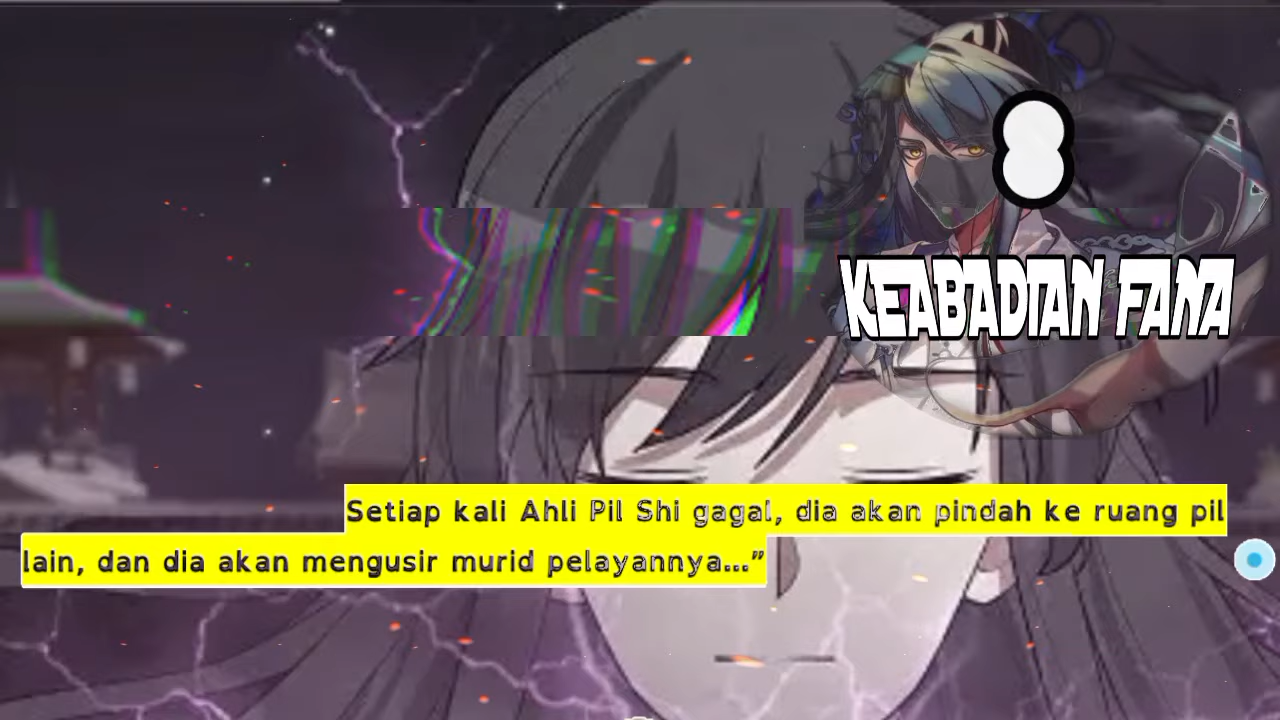 8
KEABADIAN FANA
Setiap kali Ahli Pil Shi gagal, dia akan pindah ke ruang pil
lain, dan dia akan mengusir murid pelayannya...”